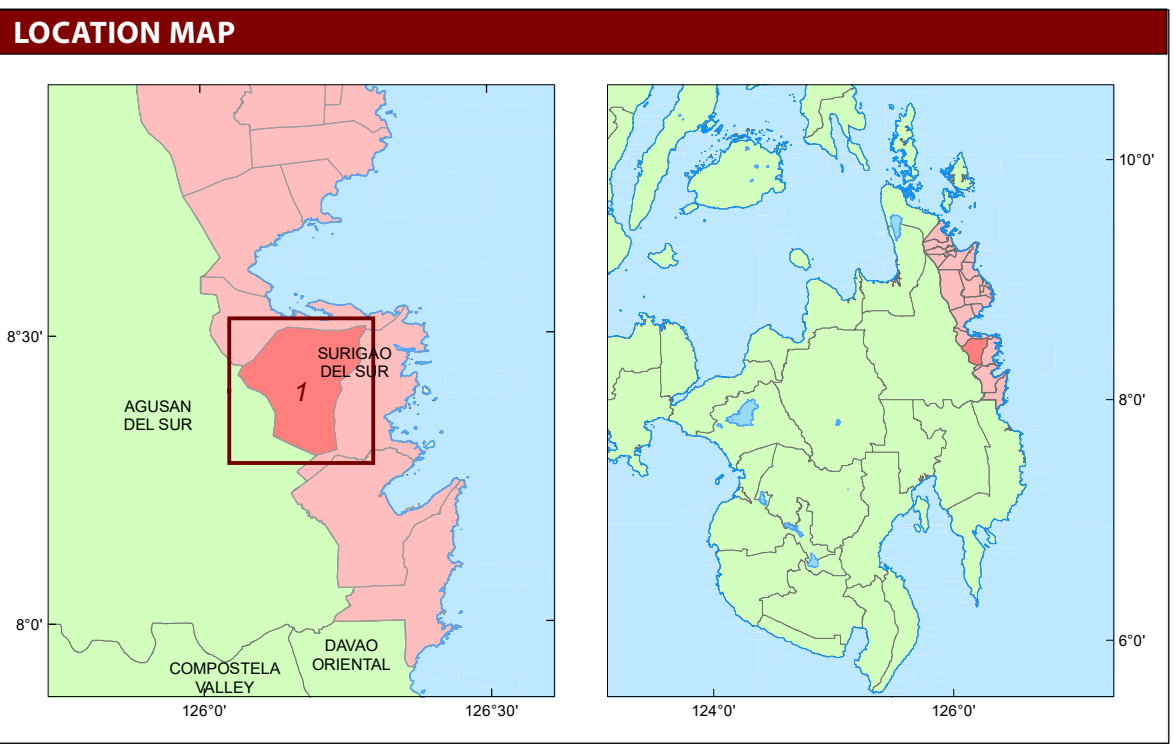 LOCATION MAP
8°30'
SURIGAO
DEL SUR
1
AGUSAN
DEL SUR
8°0'
DAVAO
ORIENTAL
COMPOSTELA
VALLEY
126°0'
126°30'
10°0'
8°0'
6°0'
124°0'
126°0'